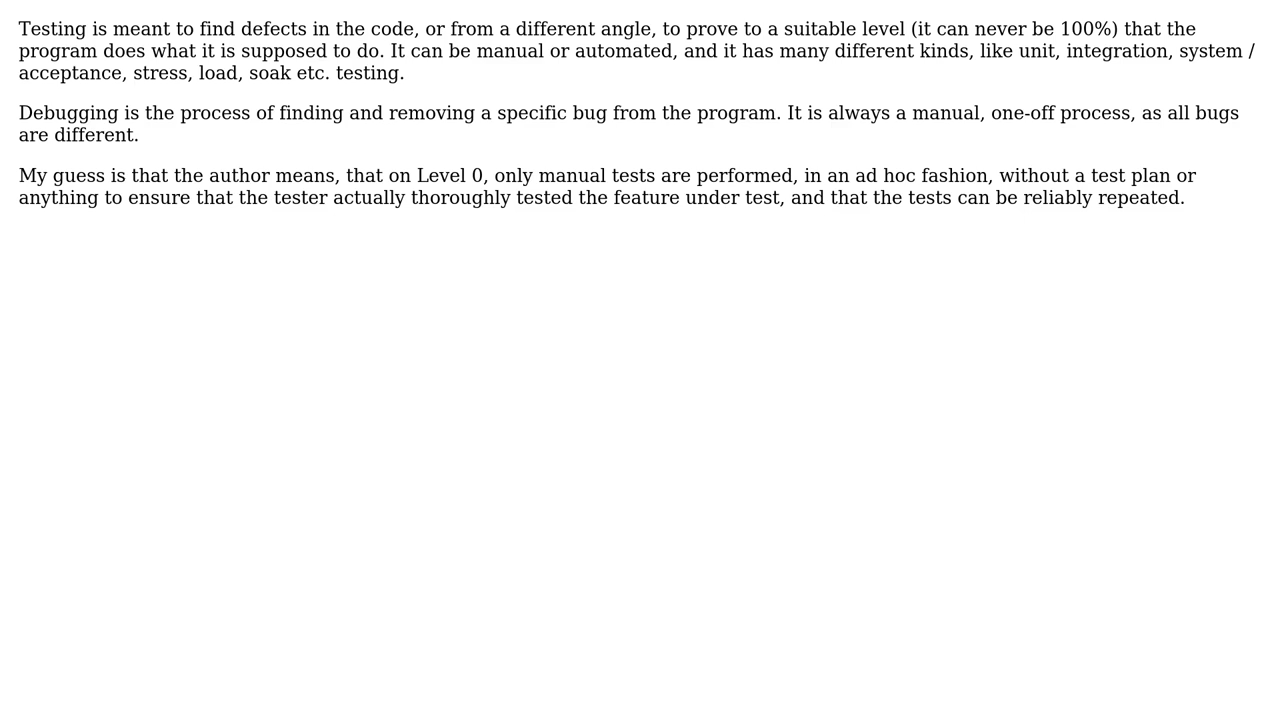 Testing is meant to find defects in the code, or from a different angle, to prove to a suitable level (it can never be 100%) that the
program does what it is supposed to do. It can be manual or automated, and it has many different kinds, like unit, integration, system /
acceptance, stress, load, soak etc. testing.
Debugging is the process of finding and removing a specific bug from the program. It is always a manual, one-off process, as all bugs
are different.
My guess is that the author means, that on Level 0, only manual tests are performed, in an ad hoc fashion, without a test plan or
anything to ensure that the tester actually thoroughly tested the feature under test, and that the tests can be reliably repeated.